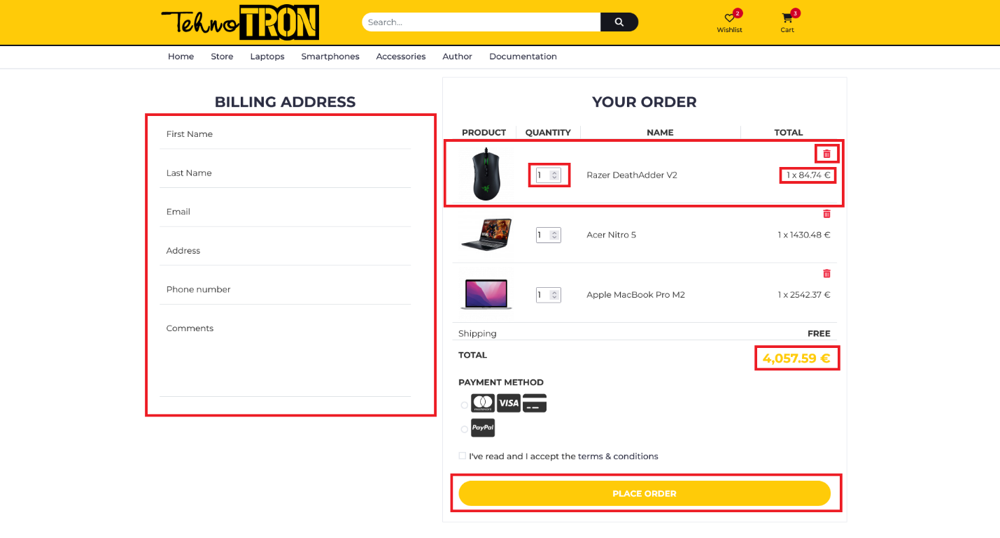 TehnoTRON
Search...
2
3
Wishlist
Cart
Home Store Laptops Smartphones Accessories Author Documentation
BILLING ADDRESS
First Name
Last Name
Email
Address
Phone number
Comments
YOUR ORDER
PRODUCT QUANTITY NAME TOTAL
1 Razer DeathAdder V2 1 x 84.74 €
1 Acer Nitro 5 1 x 1430.48 €
1 Apple MacBook Pro M2 1 x 2542.37 €
Shipping FREE
TOTAL 4,057.59 €
PAYMENT METHOD
mastercard VISA
PayPal
I've read and I accept the terms & conditions
PLACE ORDER